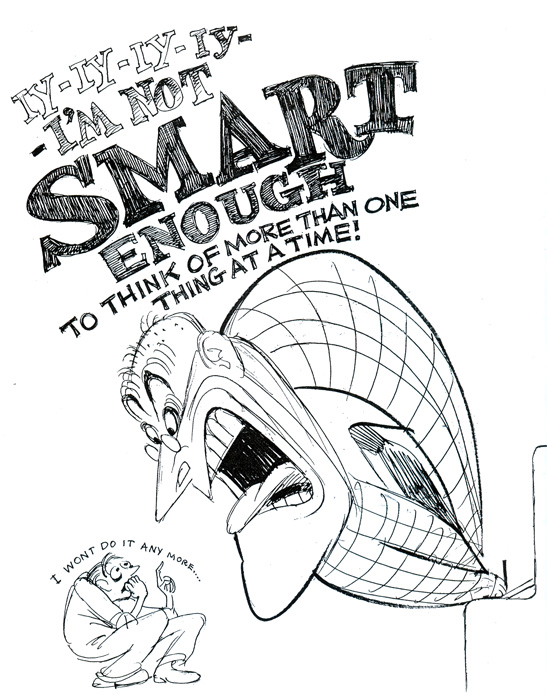 IY-IY-IY-IY-
-I'M NOT
SMART
ENOUGH
TO THINK OF MORE THAN ONE
THING AT A TIME!
I WONT DO IT ANY MORE....